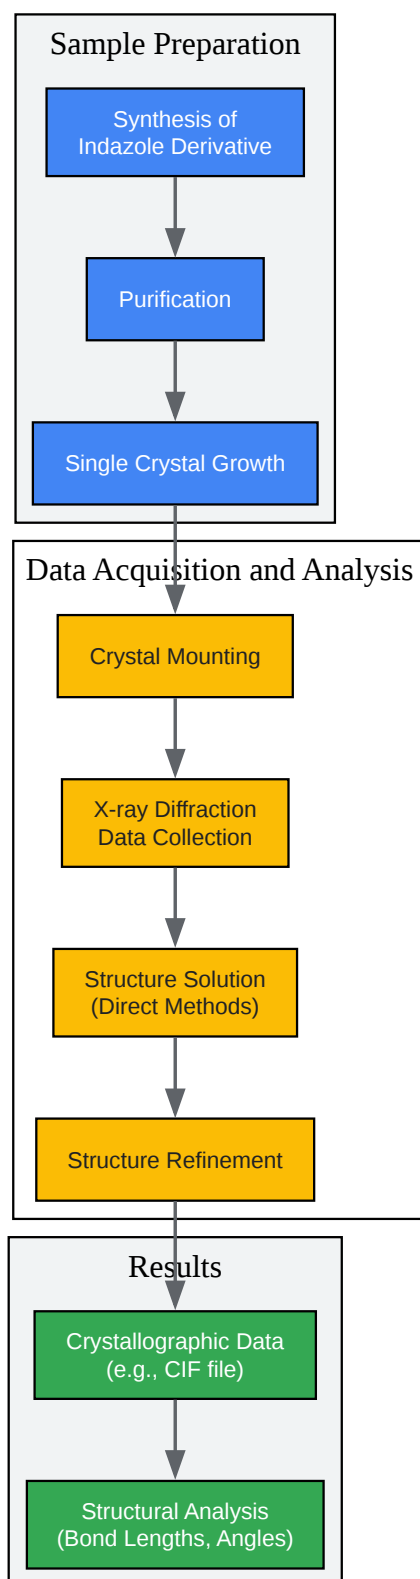 Sample Preparation
Synthesis of
Indazole Derivative
Purification
Single Crystal Growth
Data Acquisition and Analysis
Crystal Mounting
X-ray Diffraction
Data Collection
Structure Solution
(Direct Methods)
Structure Refinement
Results
Crystallographic Data
(e.g., CIF file)
Structural Analysis
(Bond Lengths, Angles)